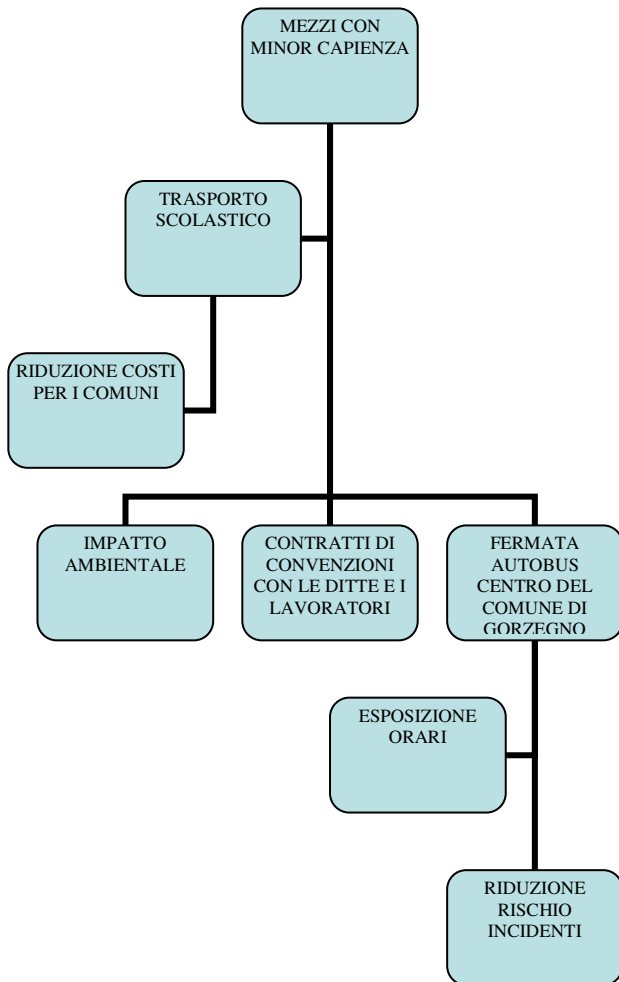 MEZZI CON
MINOR CAPIENZA
TRASPORTO
SCOLASTICO
RIDUZIONE COSTI
PER I COMUNI
IMPATTO
AMBIENTALE
CONTRATTI DI
CONVENZIONI
CON LE DITTE E I
LAVORATORI
FERMATA
AUTOBUS
CENTRO DEL
COMUNE DI
GORZEGNO
ESPOSIZIONE
ORARI
RIDUZIONE
RISCHIO
INCIDENTI